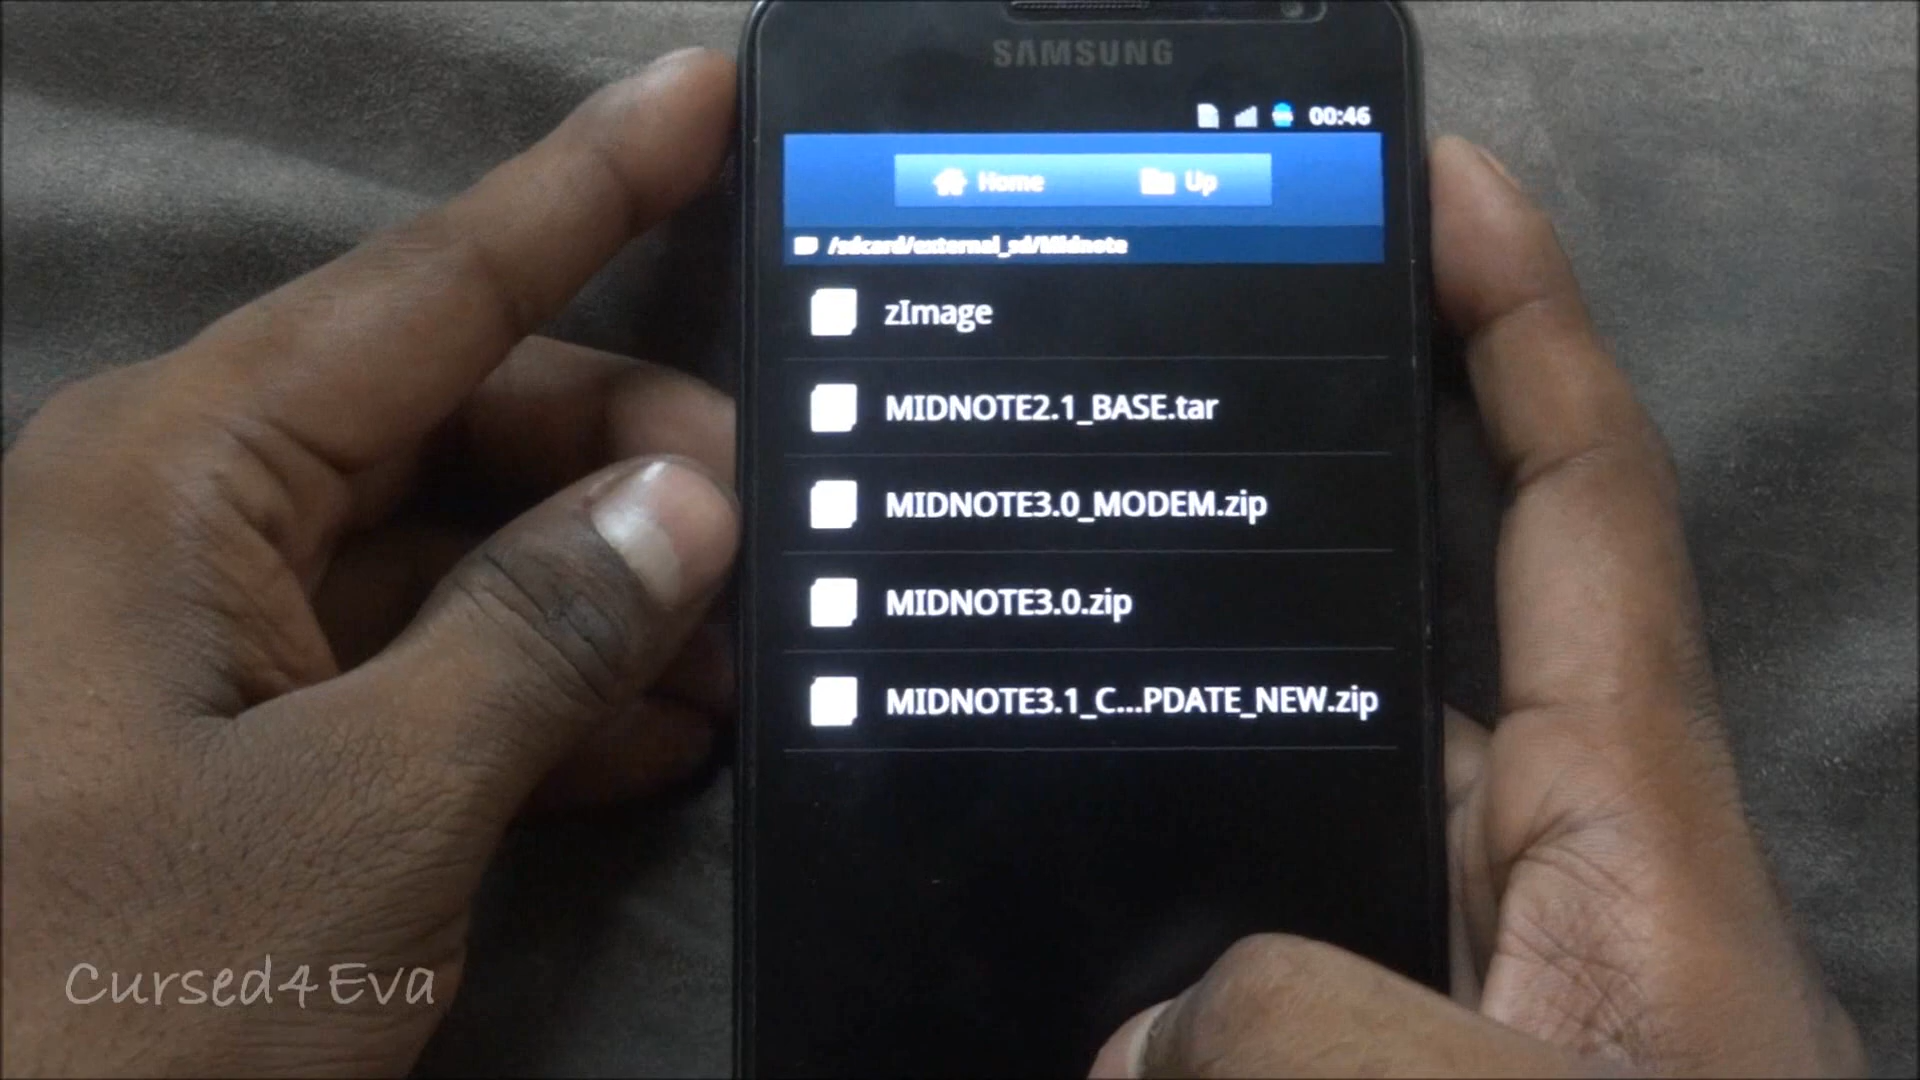 SAMSUNG
00:46
Home Up
/sdcard/external_sd/Midnote
zImage
MIDNOTE2.1_BASE.tar
MIDNOTE3.0_MODEM.zip
MIDNOTE3.0.zip
MIDNOTE3.1_C...PDATE_NEW.zip
Cursed4Eva